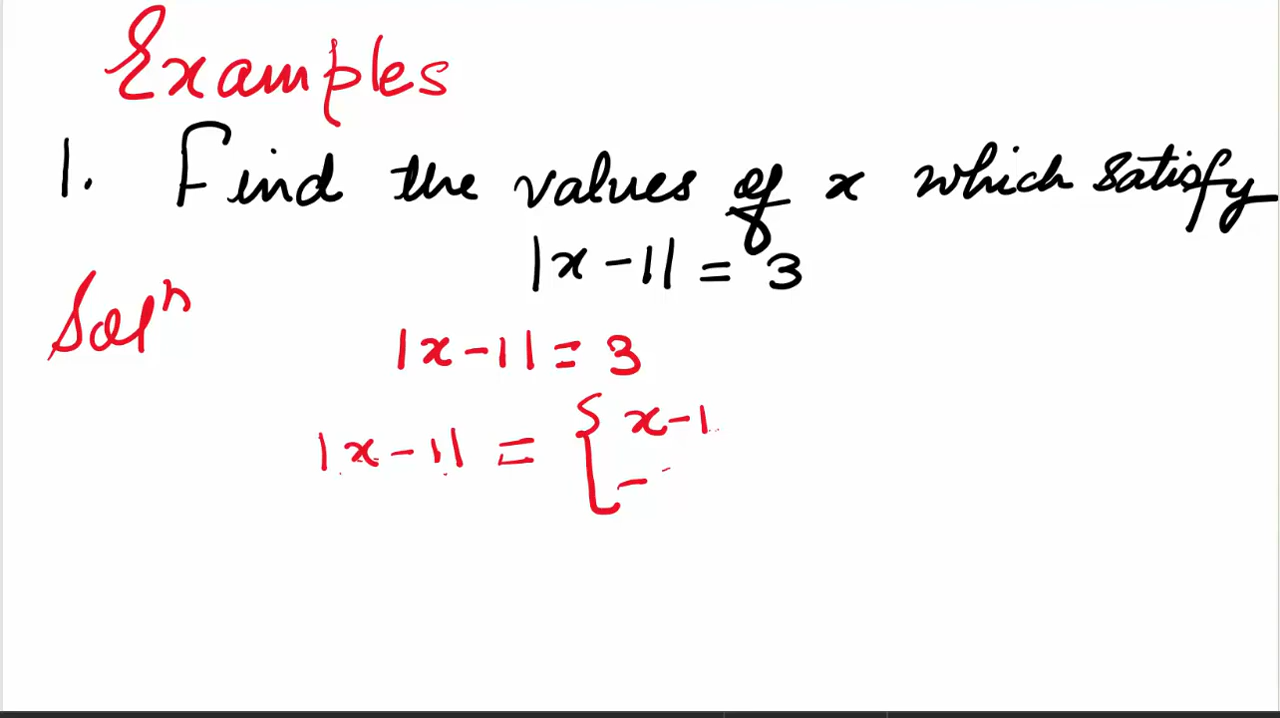 Examples
1. Find the values of x which satisfy
|x - 1| = 3
Solⁿ
|x - 1| = 3
|x - 1| = { x - 1
-